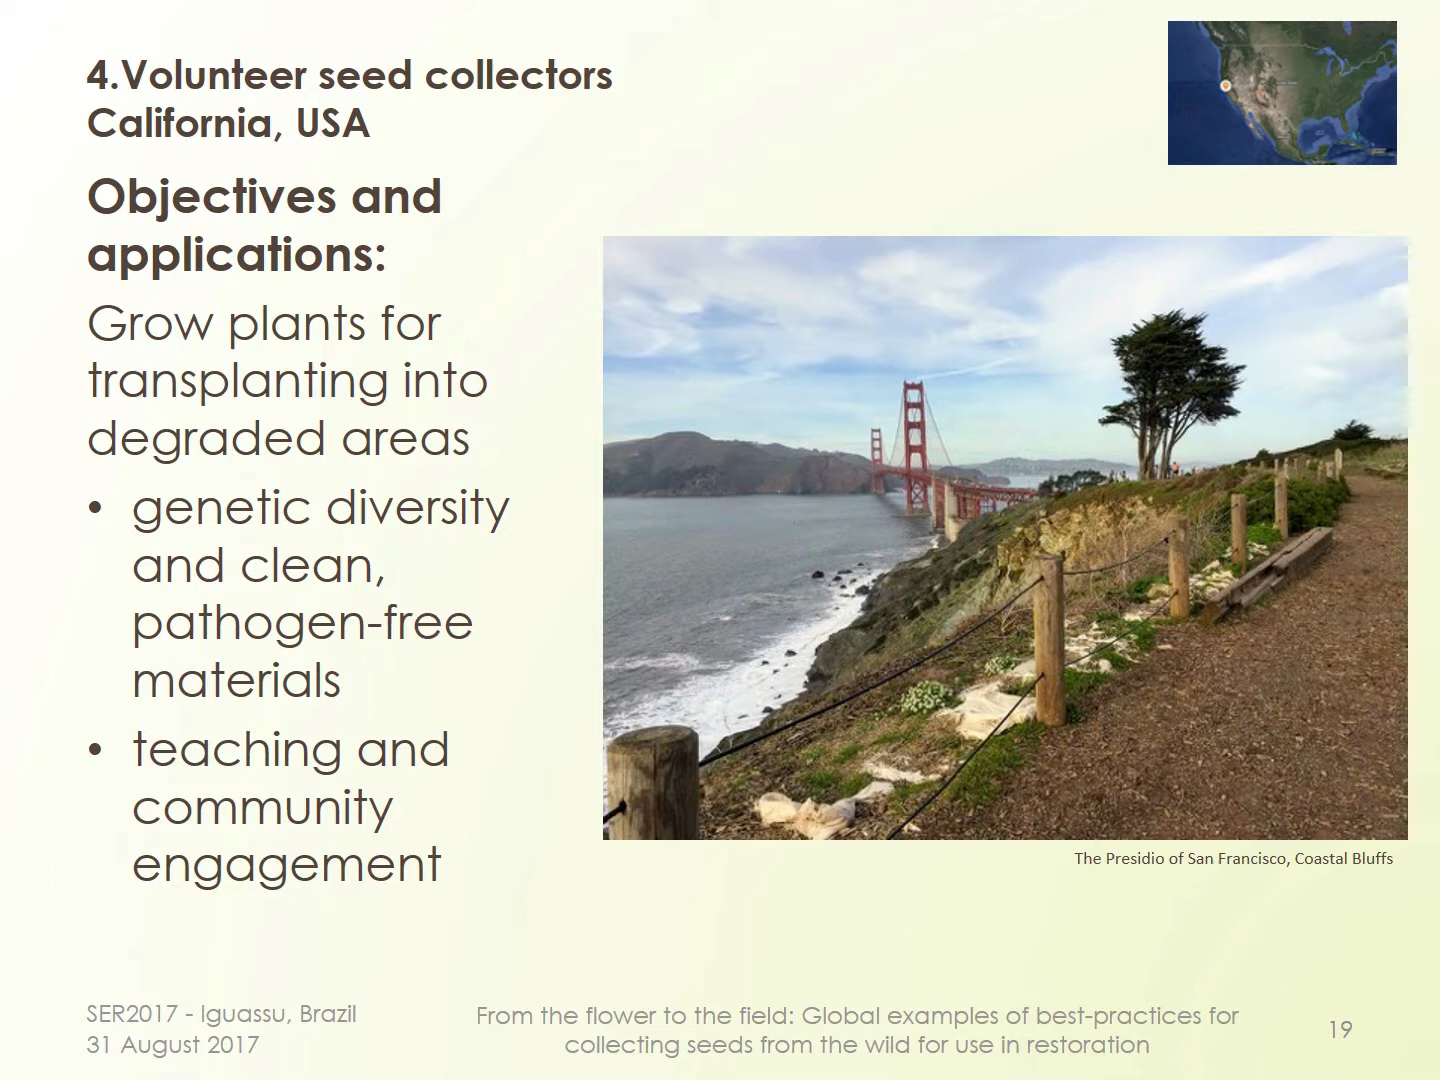 4.Volunteer seed collectors
California, USA
Objectives and
applications:
Grow plants for
transplanting into
degraded areas
• genetic diversity
and clean,
pathogen-free
materials
• teaching and
community
engagement
The Presidio of San Francisco, Coastal Bluffs
SER2017 - Iguassu, Brazil
31 August 2017
From the flower to the field: Global examples of best-practices for
collecting seeds from the wild for use in restoration
19